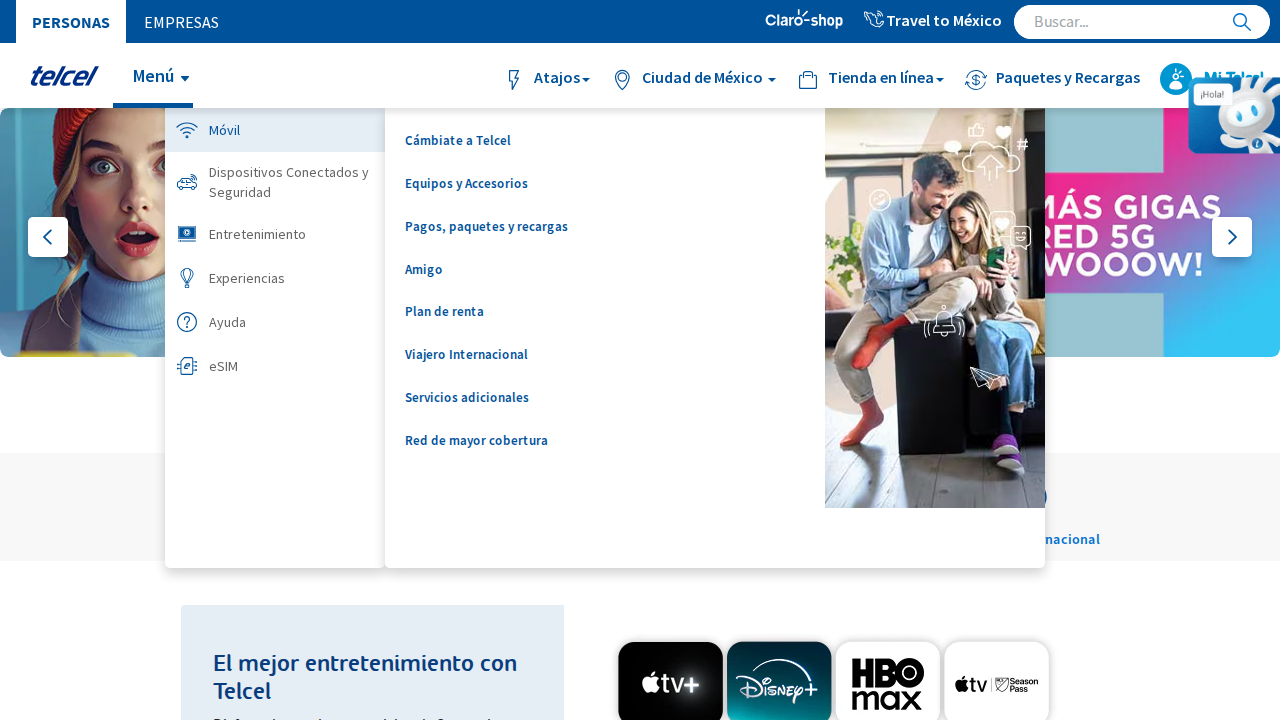 PERSONAS
EMPRESAS
Claro-shop
Travel to México
Buscar...
telcel
Menú
Atajos
Ciudad de México
Tienda en línea
Paquetes y Recargas
Mi Telcel
¡Hola!
Móvil
Dispositivos Conectados y
Seguridad
Entretenimiento
Experiencias
Ayuda
eSIM
Cámbiate a Telcel
Equipos y Accesorios
Pagos, paquetes y recargas
Amigo
Plan de renta
Viajero Internacional
Servicios adicionales
Red de mayor cobertura
MÁS GIGAS
RED 5G
WOOOW!
nacional
El mejor entretenimiento con
Telcel
tv+
Disney+
HBO
max
tv Season
Pass